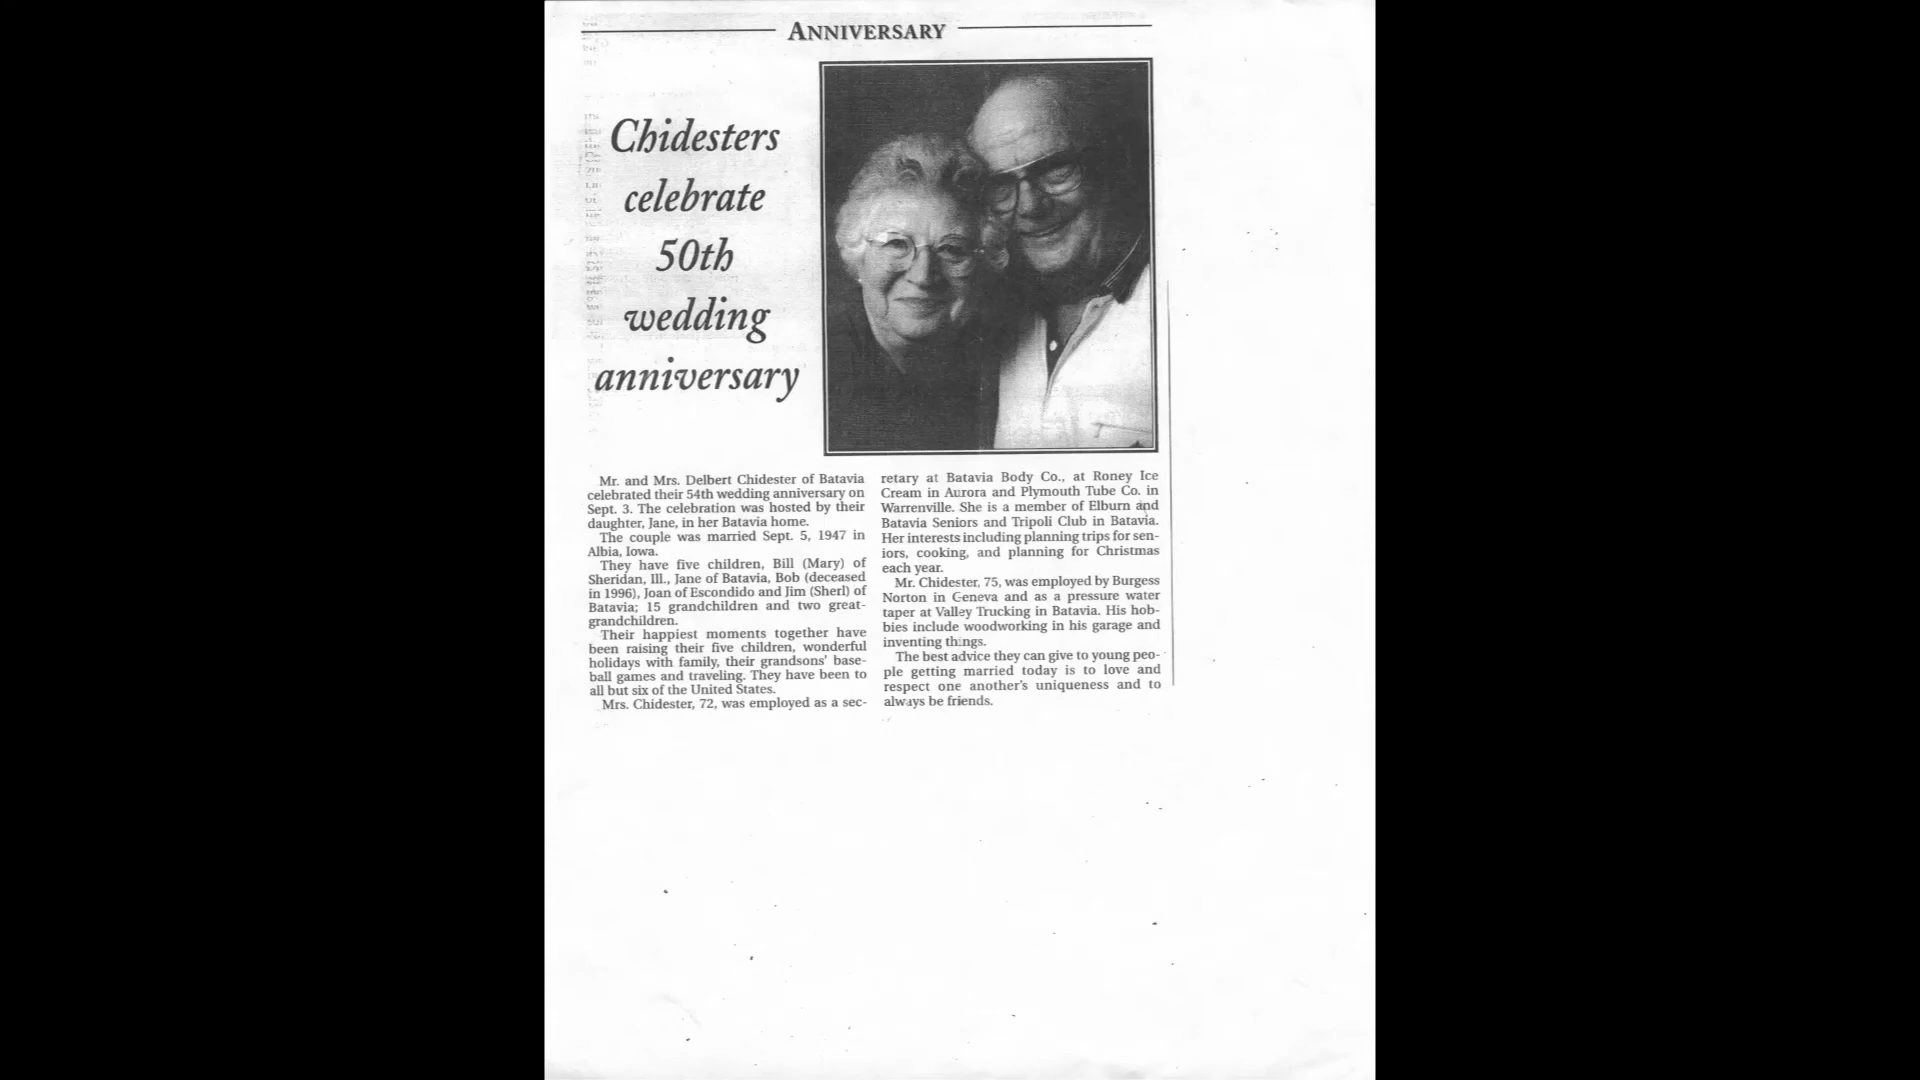 ANNIVERSARY
Chidesters
celebrate
50th
wedding
anniversary
Mr. and Mrs. Delbert Chidester of Batavia
celebrated their 54th wedding anniversary on
Sept. 3. The celebration was hosted by their
daughter, Jane, in her Batavia home.
The couple was married Sept. 5, 1947 in
Albia, Iowa.
They have five children, Bill (Mary) of
Sheridan, Ill., Jane of Batavia, Bob (deceased
in 1996), Joan of Escondido and Jim (Sherl) of
Batavia; 15 grandchildren and two great-
grandchildren.
Their happiest moments together have
been raising their five children, wonderful
holidays with family, their grandsons' base-
ball games and traveling. They have been to
all but six of the United States.
Mrs. Chidester, 72, was employed as a sec-
retary at Batavia Body Co., at Roney Ice
Cream in Aurora and Plymouth Tube Co. in
Warrenville. She is a member of Elburn and
Batavia Seniors and Tripoli Club in Batavia.
Her interests including planning trips for sen-
iors, cooking, and planning for Christmas
each year.
Mr. Chidester, 75, was employed by Burgess
Norton in Geneva and as a pressure water
taper at Valley Trucking in Batavia. His hob-
bies include woodworking in his garage and
inventing things.
The best advice they can give to young peo-
ple getting married today is to love and
respect one another's uniqueness and to
always be friends.